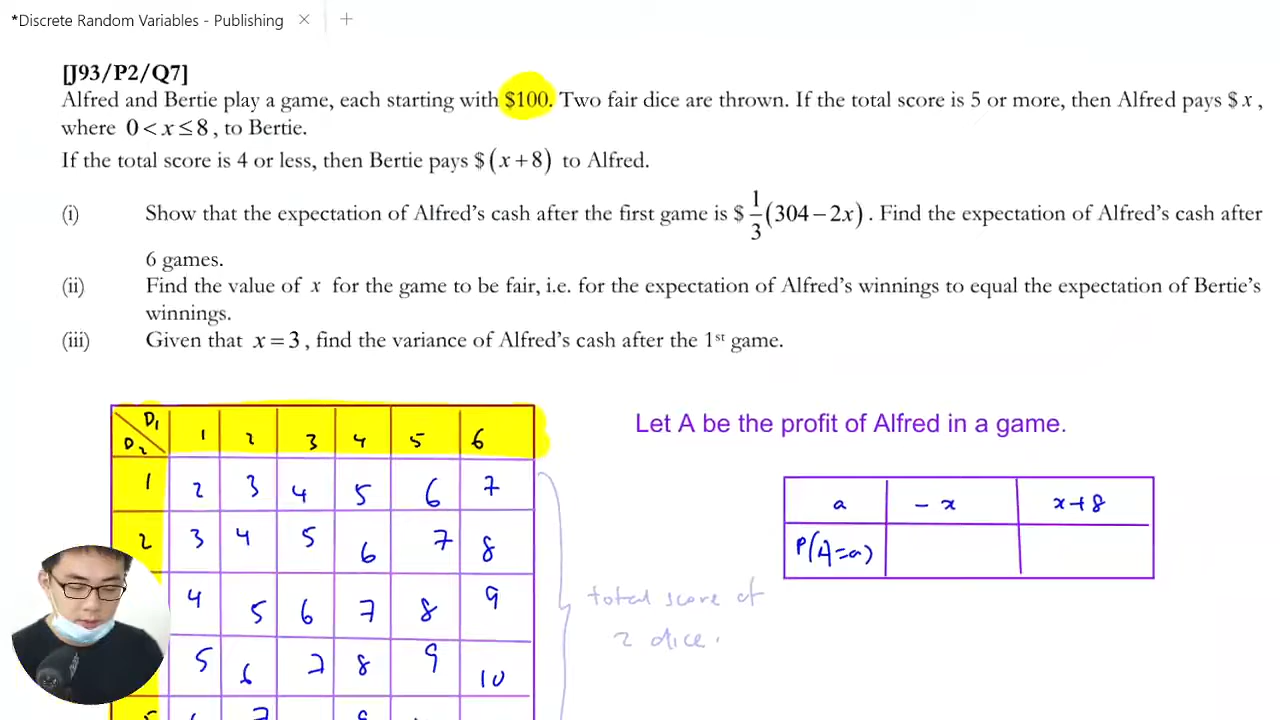 *Discrete Random Variables - Publishing × +
[J93/P2/Q7]
Alfred and Bertie play a game, each starting with $100. Two fair dice are thrown. If the total score is 5 or more, then Alfred pays $x,
where 0 < x ≤ 8, to Bertie.
If the total score is 4 or less, then Bertie pays $(x+8) to Alfred.
(i) Show that the expectation of Alfred's cash after the first game is $ 1/3 (304 − 2x). Find the expectation of Alfred's cash after
6 games.
(ii) Find the value of x for the game to be fair, i.e. for the expectation of Alfred's winnings to equal the expectation of Bertie's
winnings.
(iii) Given that x = 3, find the variance of Alfred's cash after the 1st game.
D1 D2 1 2 3 4 5 6
1 2 3 4 5 6 7
2 3 4 5 6 7 8
4 5 6 7 8 9
5 6 7 8 9 10
7
Let A be the profit of Alfred in a game.
a −x x+8
P(A=a)
total score of
2 dice.